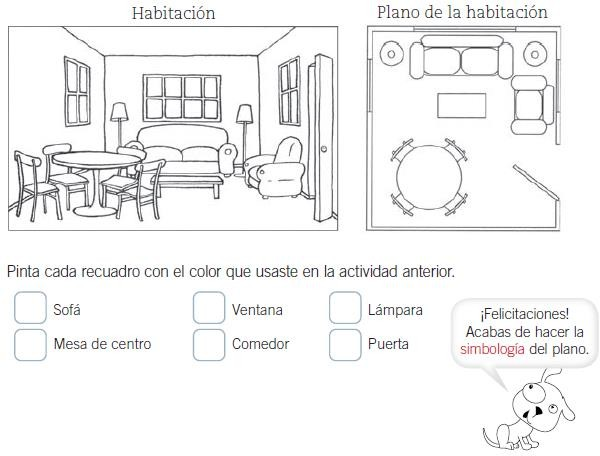 Habitación
Plano de la habitación
Pinta cada recuadro con el color que usaste en la actividad anterior.
Sofá
Ventana
Lámpara
Mesa de centro
Comedor
Puerta
¡Felicitaciones!
Acabas de hacer la
simbología del plano.